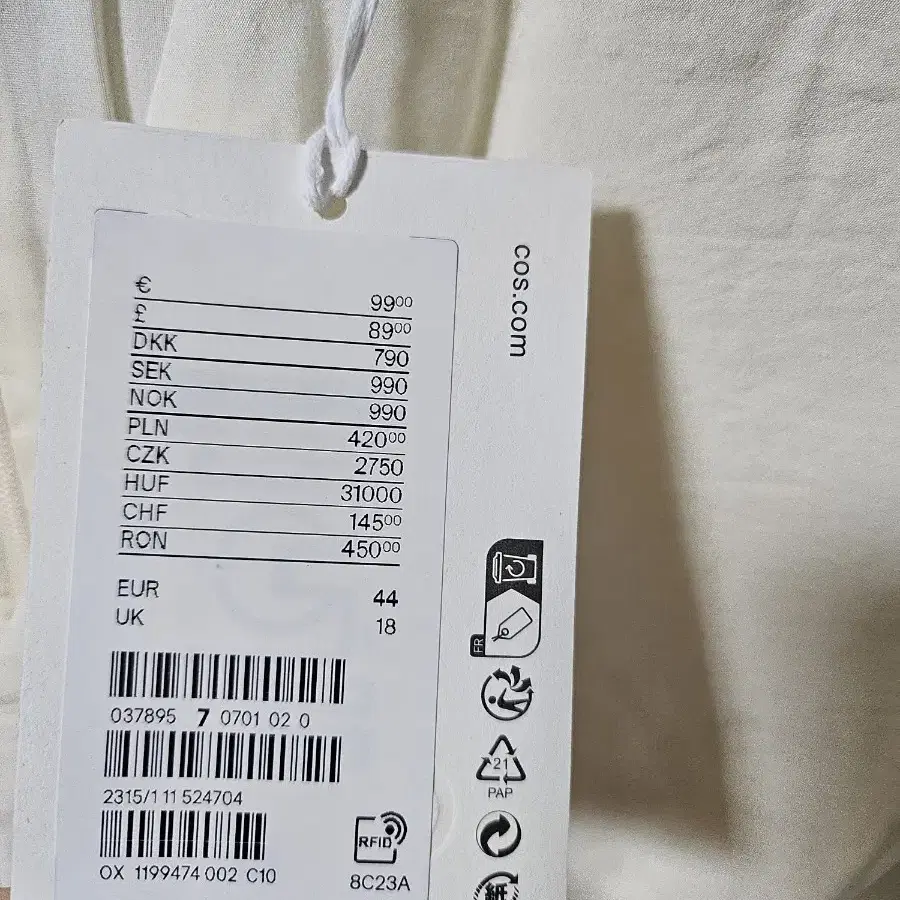 cos.com
€ 99⁰⁰
£ 89⁰⁰
DKK 790
SEK 990
NOK 990
PLN 420⁰⁰
CZK 2750
HUF 31000
CHF 145⁰⁰
RON 450⁰⁰
EUR 44
UK 18
037895 7 0701 02 0
2315/1 11 524704
OX 1199474 002 C10
RFID
8C23A
FR
21
PAP
紙